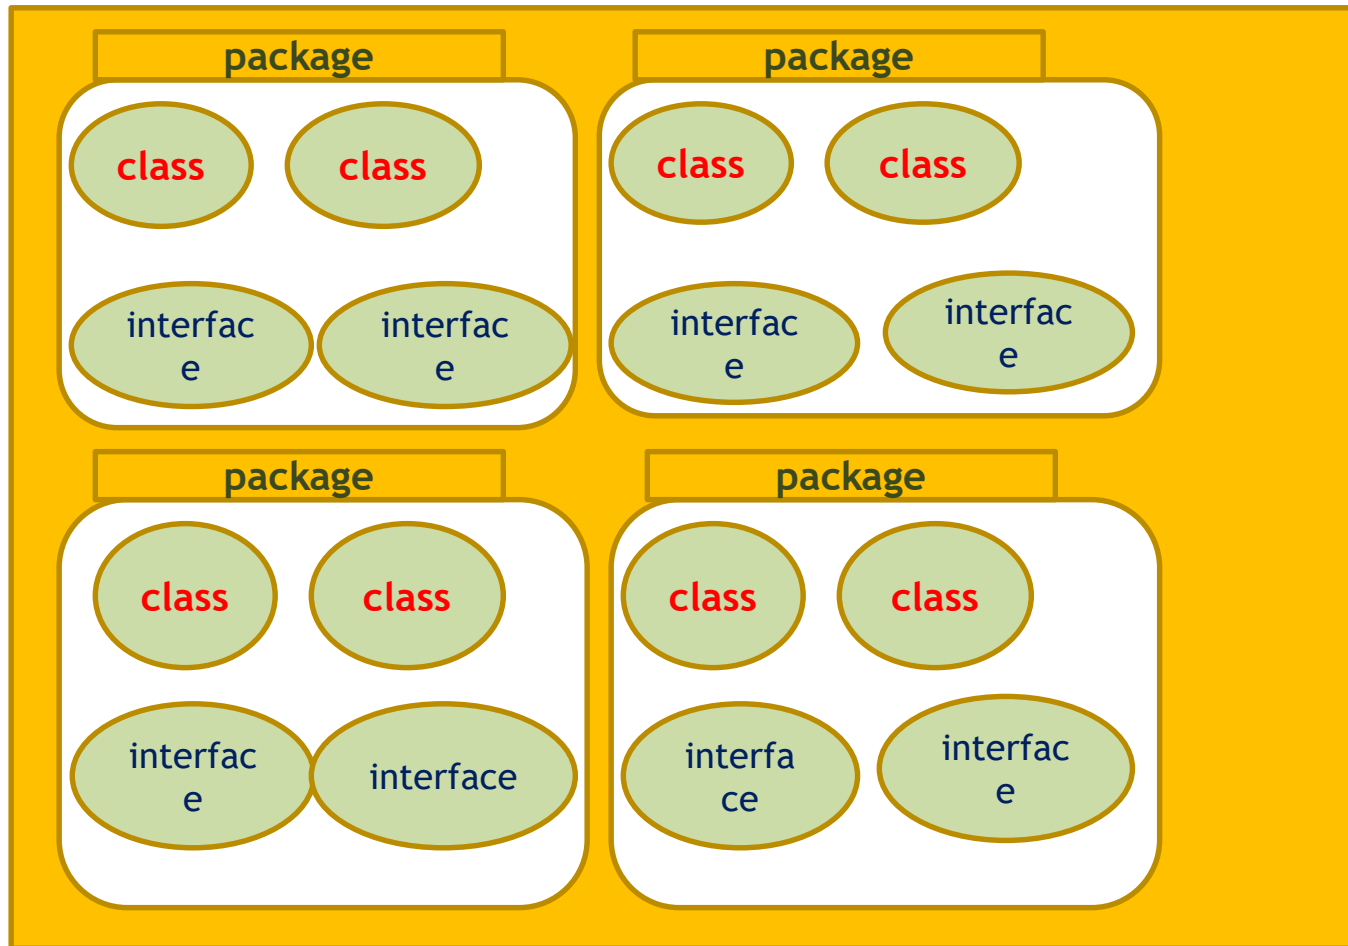 package
class
class
interfac
e
interfac
e
package
class
class
interfac
e
interfac
e
package
class
class
interfac
e
interface
package
class
class
interfa
ce
interfac
e